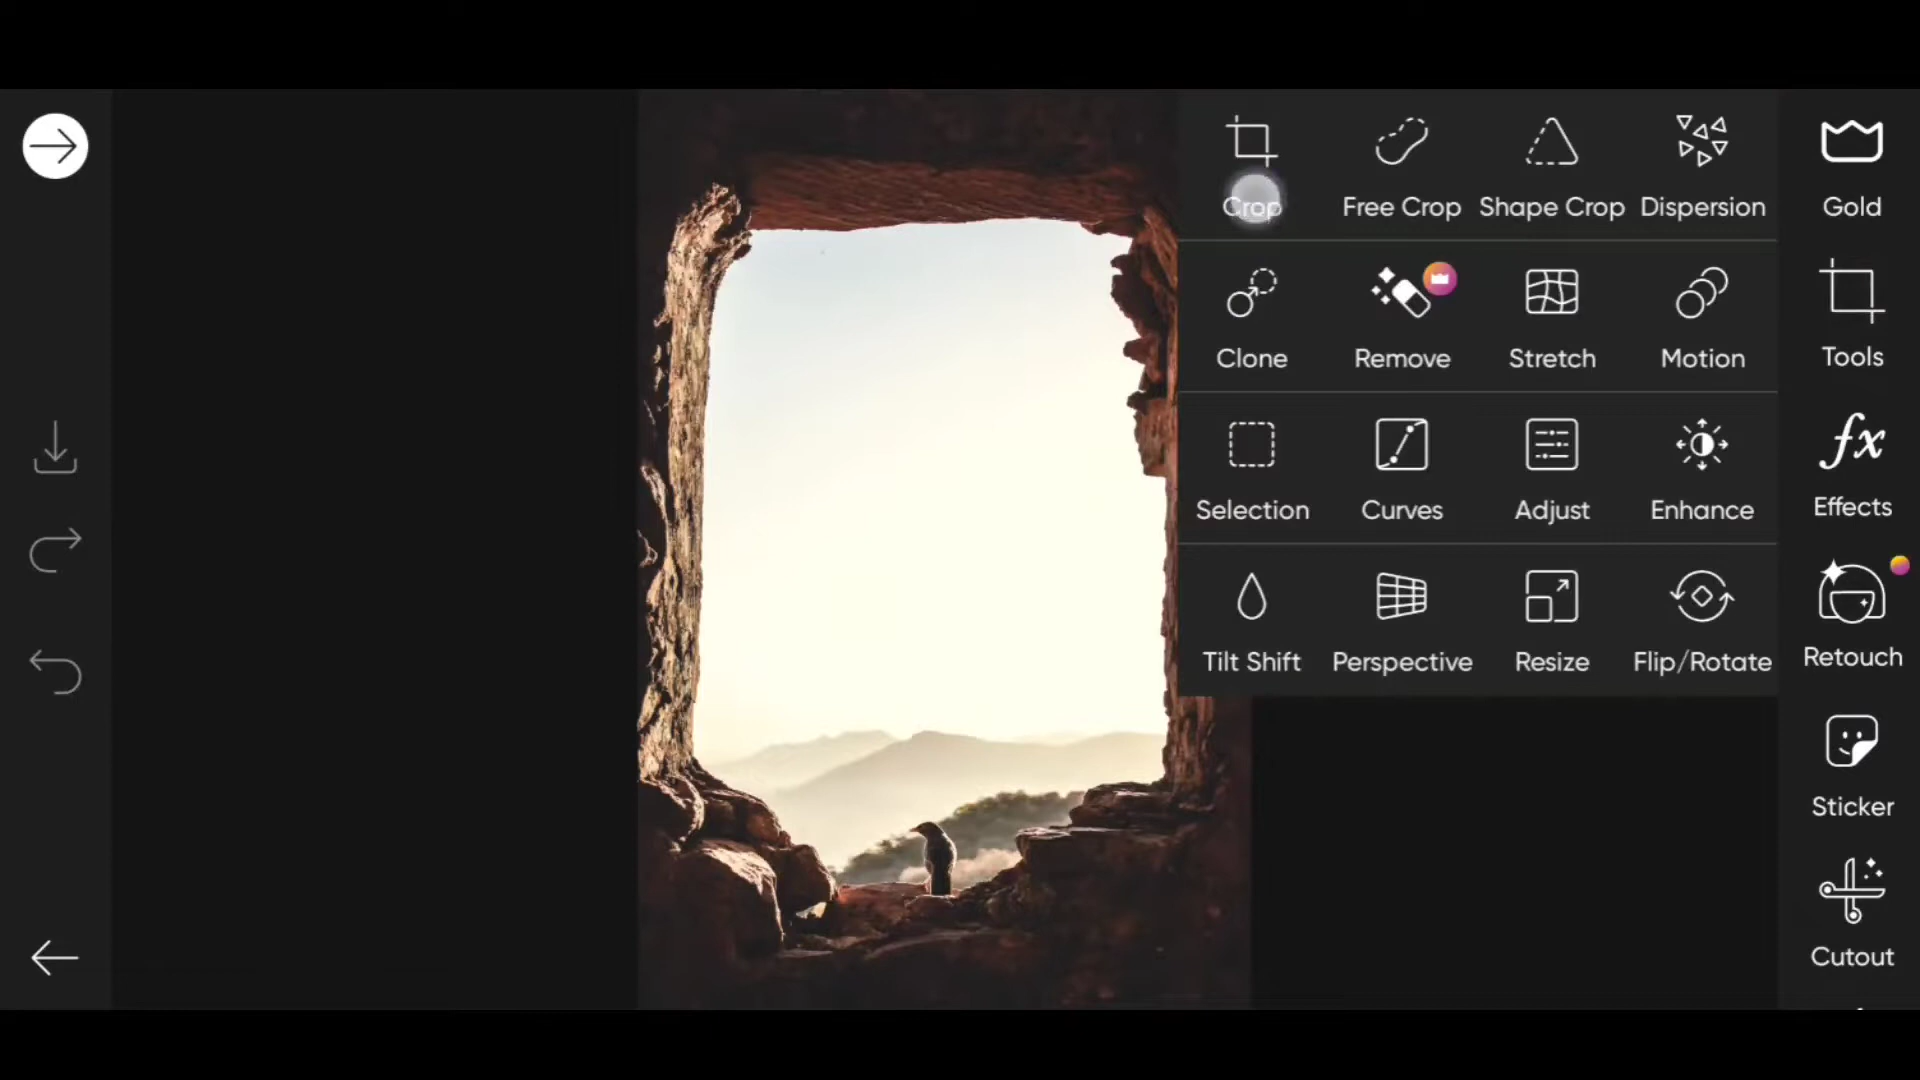 Crop Free Crop Shape Crop Dispersion
Clone Remove Stretch Motion
Selection Curves Adjust Enhance
Tilt Shift Perspective Resize Flip/Rotate
Gold
Tools
fx
Effects
Retouch
Sticker
Cutout